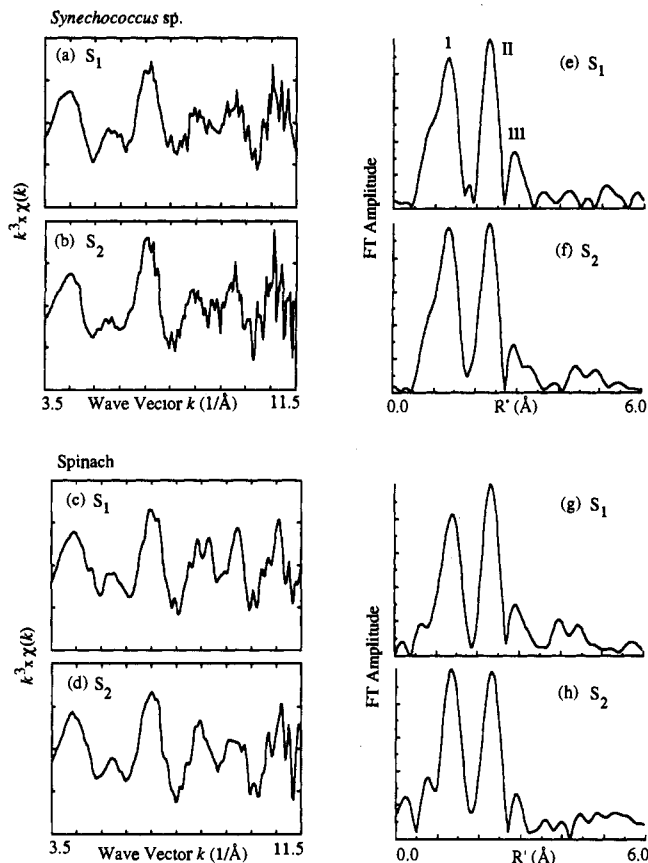 Synechococcus sp.
(a) S1
(b) S2
k3 x χ(k)
3.5 Wave Vector k (1/Å) 11.5
I
II
III
(e) S1
(f) S2
FT Amplitude
0.0 R' (Å) 6.0
Spinach
(c) S1
(d) S2
k3 x χ(k)
3.5 Wave Vector k (1/Å) 11.5
(g) S1
(h) S2
FT Amplitude
0.0 R' (Å) 6.0